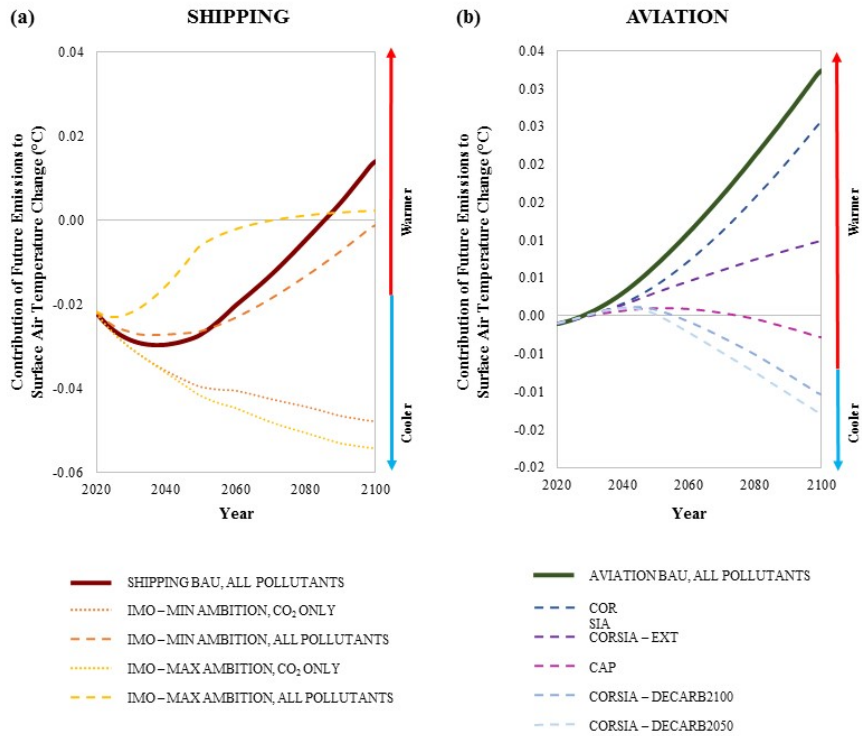 (a) SHIPPING
Contribution of Future Emissions to
Surface Air Temperature Change (°C)
0.04
0.02
0.00
-0.02
-0.04
-0.06
2020 2040 2060 2080 2100
Year
Warmer
Cooler
SHIPPING BAU, ALL POLLUTANTS
IMO – MIN AMBITION, CO₂ ONLY
IMO – MIN AMBITION, ALL POLLUTANTS
IMO – MAX AMBITION, CO₂ ONLY
IMO – MAX AMBITION, ALL POLLUTANTS
(b) AVIATION
Contribution of Future Emissions to
Surface Air Temperature Change (°C)
0.04
0.03
0.03
0.02
0.02
0.01
0.01
0.00
-0.01
-0.01
-0.02
-0.02
2020 2040 2060 2080 2100
Year
Warmer
Cooler
AVIATION BAU, ALL POLLUTANTS
COR
SIA
CORSIA – EXT
CAP
CORSIA – DECARB2100
CORSIA – DECARB2050